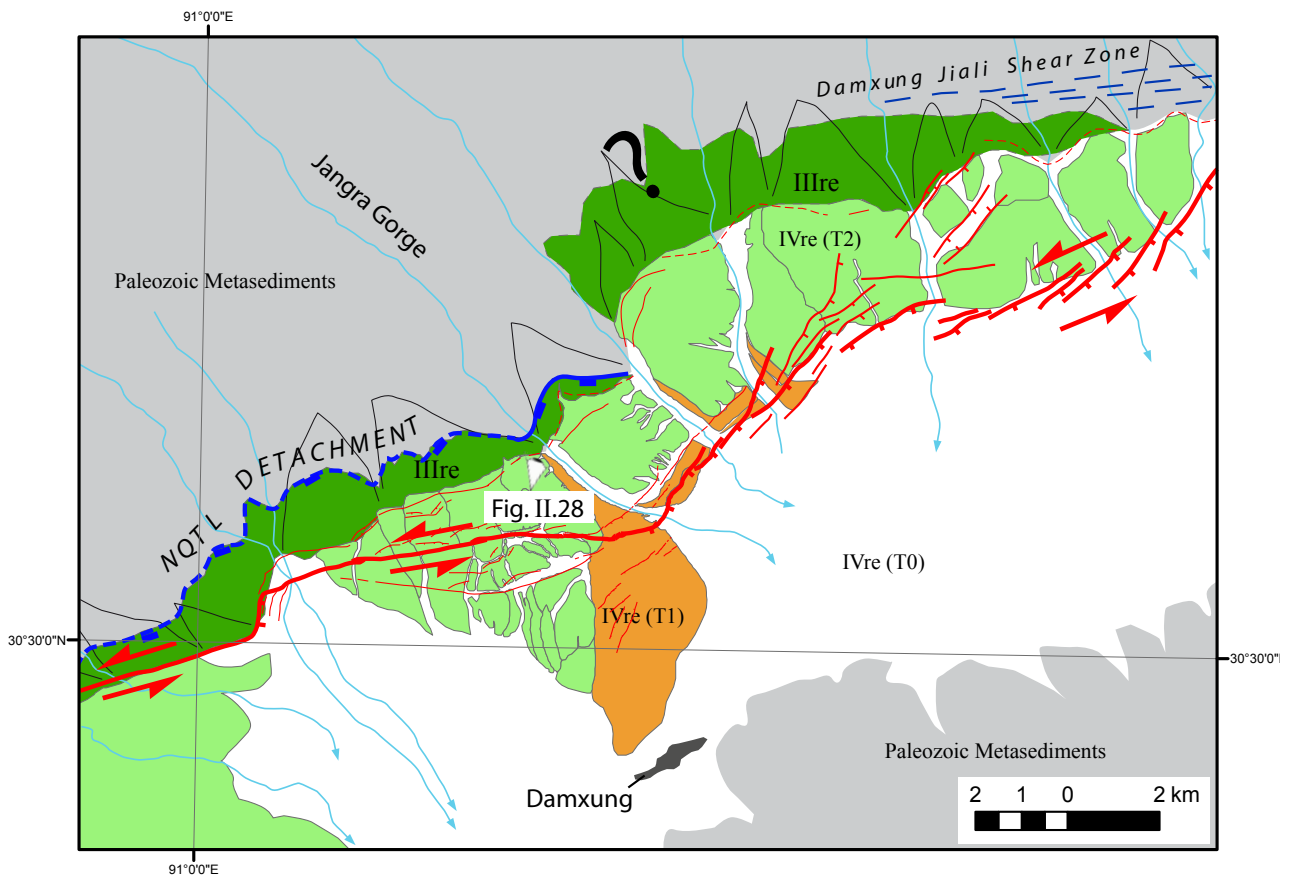 91°0'0"E
Damxung Jiali Shear Zone
?
Jangra Gorge
IIIre
IVre (T2)
Paleozoic Metasediments
NQTL DETACHMENT
IIIre
Fig. II.28
IVre (T0)
IVre (T1)
30°30'0"N
30°30'0"
Paleozoic Metasediments
Damxung
2 1 0 2 km
91°0'0"E